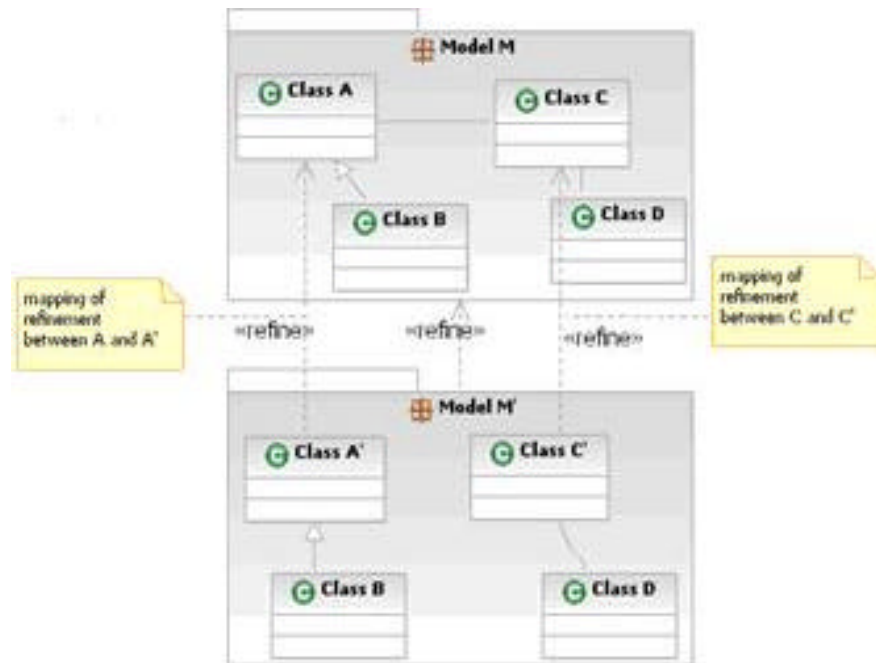 Model M
Class A
Class C
Class B
Class D
mapping of
refinement
between A and A'
mapping of
refinement
between C and C'
«refine»
«refine»
«refine»
Model M'
Class A'
Class C'
Class B
Class D